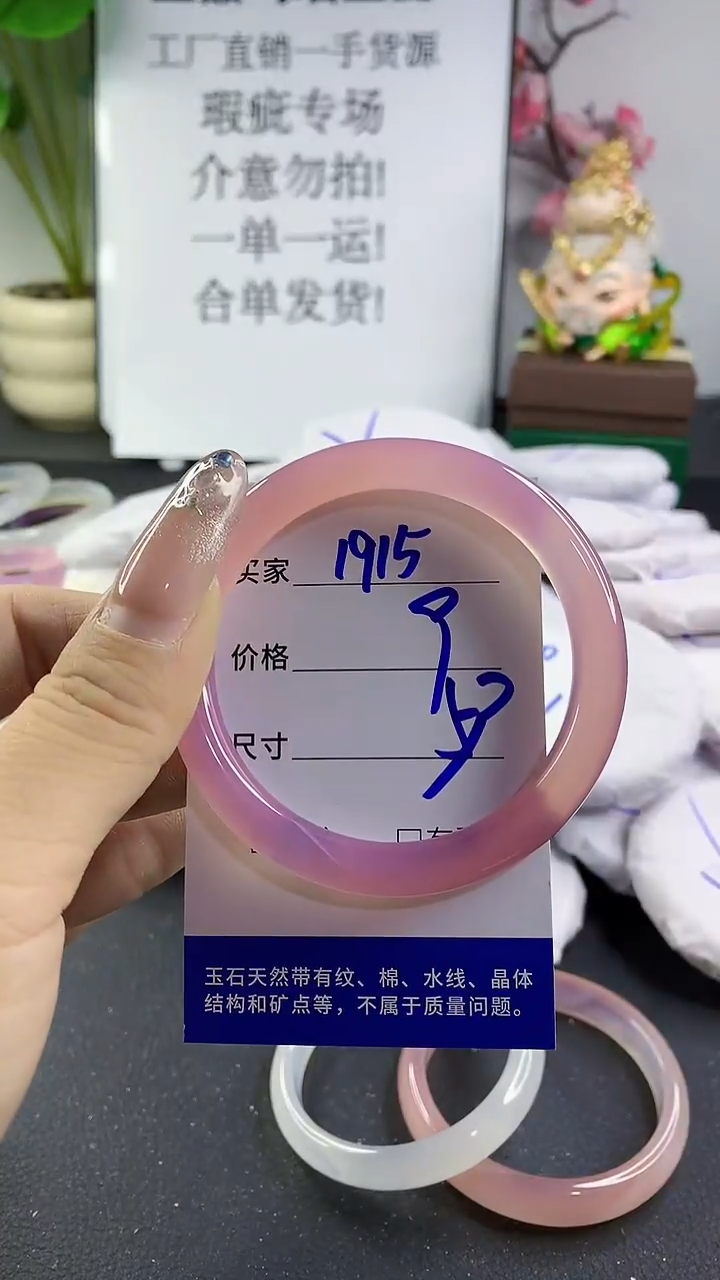 工厂直销一手货源
瑕疵专场
介意勿拍!
一单一运!
合单发货!
买家 1915
价格
尺寸
玉石天然带有纹、棉、水线、晶体
结构和矿点等，不属于质量问题。